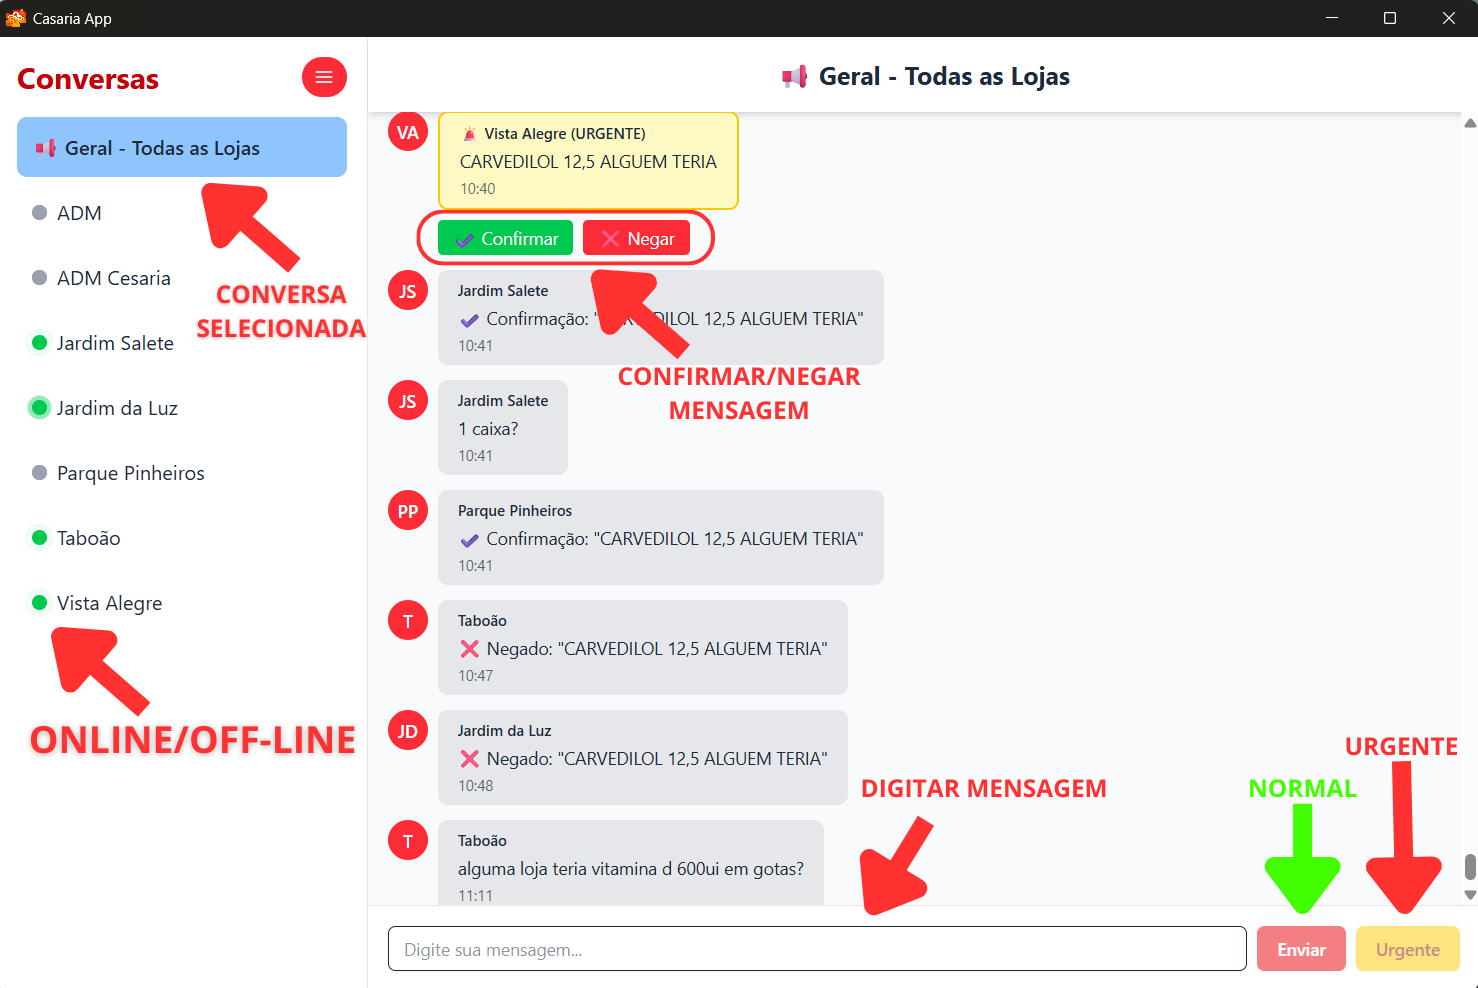 Casaria App
Conversas
Geral - Todas as Lojas
ADM
ADM Cesaria
Jardim Salete
Jardim da Luz
Parque Pinheiros
Taboão
Vista Alegre
CONVERSA
SELECIONADA
ONLINE/OFF-LINE
Geral - Todas as Lojas
VA
Vista Alegre (URGENTE)
CARVEDILOL 12,5 ALGUEM TERIA
10:40
Confirmar
Negar
JS
Jardim Salete
Confirmação: "CARVEDILOL 12,5 ALGUEM TERIA"
10:41
CONFIRMAR/NEGAR
MENSAGEM
JS
Jardim Salete
1 caixa?
10:41
PP
Parque Pinheiros
Confirmação: "CARVEDILOL 12,5 ALGUEM TERIA"
10:41
T
Taboão
Negado: "CARVEDILOL 12,5 ALGUEM TERIA"
10:47
JD
Jardim da Luz
Negado: "CARVEDILOL 12,5 ALGUEM TERIA"
10:48
T
Taboão
alguma loja teria vitamina d 600ui em gotas?
11:11
DIGITAR MENSAGEM
NORMAL
URGENTE
Digite sua mensagem...
Enviar
Urgente